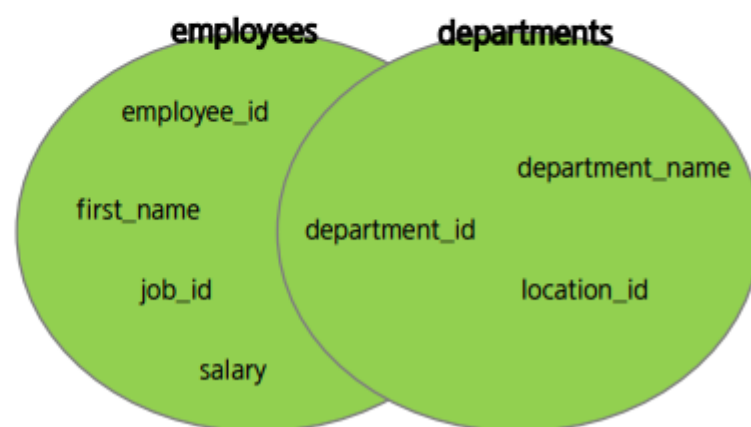 employees
departments
employee_id
department_name
first_name
department_id
job_id
location_id
salary